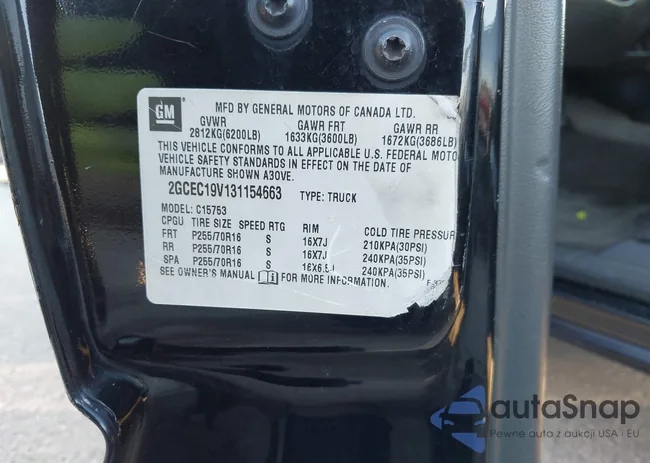 GM
MFD BY GENERAL MOTORS OF CANADA LTD.
GVWR GAWR FRT GAWR RR
2812KG(6200LB) 1633KG(3600LB) 1672KG(3686LB)
THIS VEHICLE CONFORMS TO ALL APPLICABLE U.S. FEDERAL MOTO
VEHICLE SAFETY STANDARDS IN EFFECT ON THE DATE OF
MANUFACTURE SHOWN A3OVE.
2GCEC19V131154663 TYPE: TRUCK
MODEL: C15753
CPGU TIRE SIZE SPEED RTG RIM COLD TIRE PRESSUR
FRT P255/70R16 S 16X7J 210KPA(30PSI)
RR P255/70R16 S 16X7J 240KPA(35PSI)
SPA P255/70R16 S 16X6.5J 240KPA(35PSI)
SEE OWNER'S MANUAL FOR MORE INFORMATION.
autaSnap
Pewne auta z aukcji USA i EU